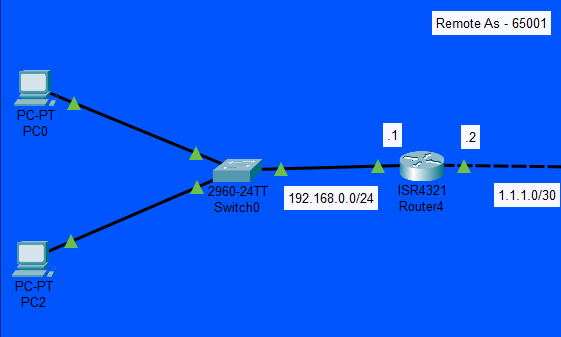 Remote As - 65001
PC-PT
PC0
.1
.2
2960-24TT
Switch0
192.168.0.0/24
ISR4321
Router4
1.1.1.0/30
PC-PT
PC2